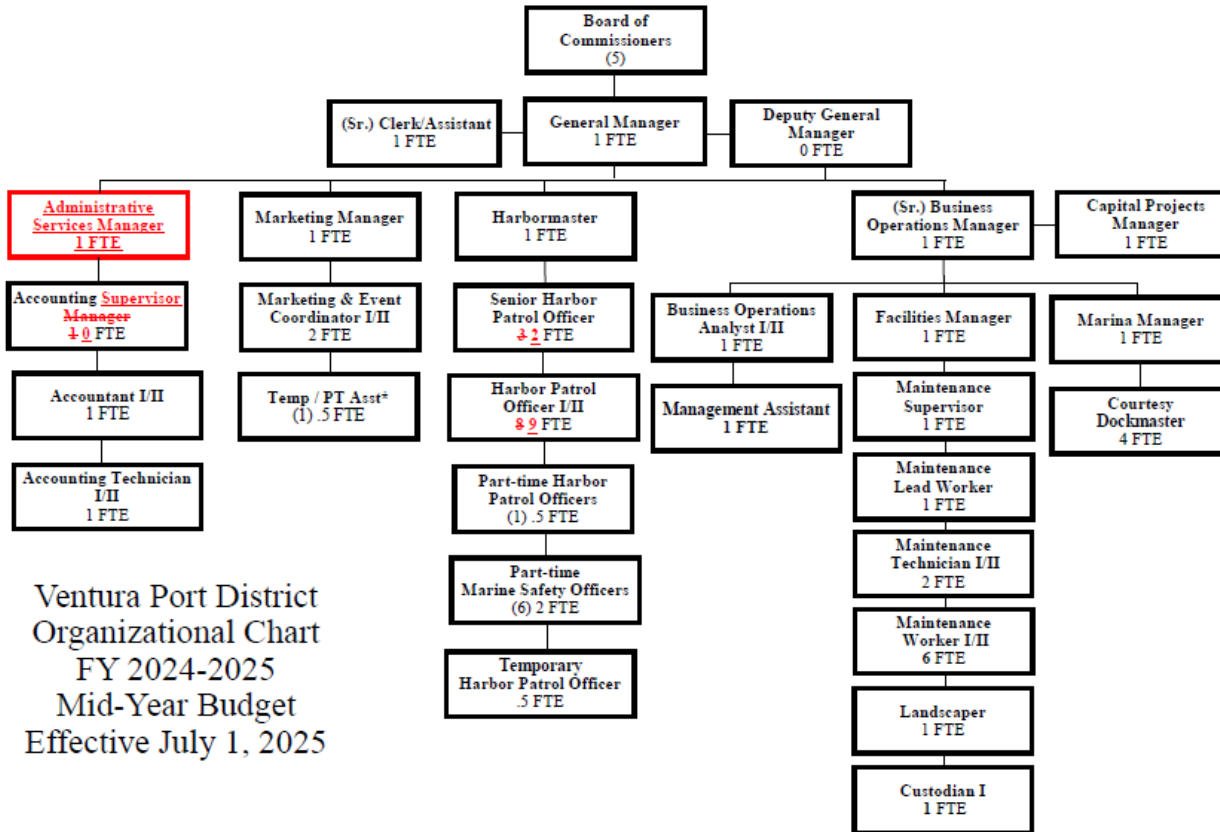 Board of
Commissioners
(5)
(Sr.) Clerk/Assistant
1 FTE
General Manager
1 FTE
Deputy General
Manager
0 FTE
Administrative
Services Manager
1 FTE
Marketing Manager
1 FTE
Harbormaster
1 FTE
(Sr.) Business
Operations Manager
1 FTE
Capital Projects
Manager
1 FTE
Accounting Supervisor
Manager
1 0 FTE
Marketing & Event
Coordinator I/II
2 FTE
Senior Harbor
Patrol Officer
3 2 FTE
Business Operations
Analyst I/II
1 FTE
Facilities Manager
1 FTE
Marina Manager
1 FTE
Accountant I/II
1 FTE
Temp / PT Asst*
(1) .5 FTE
Harbor Patrol
Officer I/II
8 9 FTE
Management Assistant
1 FTE
Maintenance
Supervisor
1 FTE
Courtesy
Dockmaster
4 FTE
Accounting Technician
I/II
1 FTE
Part-time Harbor
Patrol Officers
(1) .5 FTE
Maintenance
Lead Worker
1 FTE
Part-time
Marine Safety Officers
(6) 2 FTE
Maintenance
Technician I/II
2 FTE
Temporary
Harbor Patrol Officer
.5 FTE
Maintenance
Worker I/II
6 FTE
Landscaper
1 FTE
Custodian I
1 FTE
Ventura Port District
Organizational Chart
FY 2024-2025
Mid-Year Budget
Effective July 1, 2025